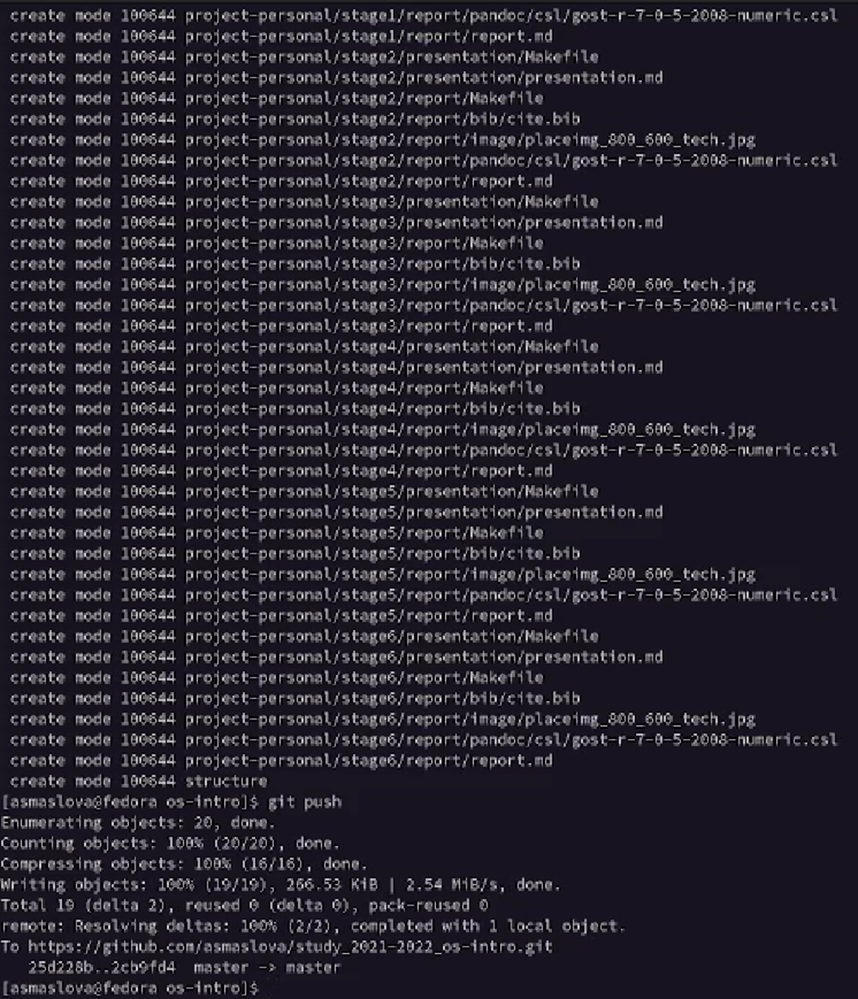 create mode 100644 project-personal/stage1/report/pandoc/csl/gost-r-7-0-5-2008-numeric.csl
create mode 100644 project-personal/stage1/report/report.md
create mode 100644 project-personal/stage2/presentation/Makefile
create mode 100644 project-personal/stage2/presentation/presentation.md
create mode 100644 project-personal/stage2/report/Makefile
create mode 100644 project-personal/stage2/report/bib/cite.bib
create mode 100644 project-personal/stage2/report/image/placeimg_800_600_tech.jpg
create mode 100644 project-personal/stage2/report/pandoc/csl/gost-r-7-0-5-2008-numeric.csl
create mode 100644 project-personal/stage2/report/report.md
create mode 100644 project-personal/stage3/presentation/Makefile
create mode 100644 project-personal/stage3/presentation/presentation.md
create mode 100644 project-personal/stage3/report/Makefile
create mode 100644 project-personal/stage3/report/bib/cite.bib
create mode 100644 project-personal/stage3/report/image/placeimg_800_600_tech.jpg
create mode 100644 project-personal/stage3/report/pandoc/csl/gost-r-7-0-5-2008-numeric.csl
create mode 100644 project-personal/stage3/report/report.md
create mode 100644 project-personal/stage4/presentation/Makefile
create mode 100644 project-personal/stage4/presentation/presentation.md
create mode 100644 project-personal/stage4/report/Makefile
create mode 100644 project-personal/stage4/report/bib/cite.bib
create mode 100644 project-personal/stage4/report/image/placeimg_800_600_tech.jpg
create mode 100644 project-personal/stage4/report/pandoc/csl/gost-r-7-0-5-2008-numeric.csl
create mode 100644 project-personal/stage4/report/report.md
create mode 100644 project-personal/stage5/presentation/Makefile
create mode 100644 project-personal/stage5/presentation/presentation.md
create mode 100644 project-personal/stage5/report/Makefile
create mode 100644 project-personal/stage5/report/bib/cite.bib
create mode 100644 project-personal/stage5/report/image/placeimg_800_600_tech.jpg
create mode 100644 project-personal/stage5/report/pandoc/csl/gost-r-7-0-5-2008-numeric.csl
create mode 100644 project-personal/stage5/report/report.md
create mode 100644 project-personal/stage6/presentation/Makefile
create mode 100644 project-personal/stage6/presentation/presentation.md
create mode 100644 project-personal/stage6/report/Makefile
create mode 100644 project-personal/stage6/report/bib/cite.bib
create mode 100644 project-personal/stage6/report/image/placeimg_800_600_tech.jpg
create mode 100644 project-personal/stage6/report/pandoc/csl/gost-r-7-0-5-2008-numeric.csl
create mode 100644 project-personal/stage6/report/report.md
create mode 100644 structure
[asmaslova@fedora os-intro]$ git push
Enumerating objects: 20, done.
Counting objects: 100% (20/20), done.
Compressing objects: 100% (16/16), done.
Writing objects: 100% (19/19), 266.53 KiB | 2.54 MiB/s, done.
Total 19 (delta 2), reused 0 (delta 0), pack-reused 0
remote: Resolving deltas: 100% (2/2), completed with 1 local object.
To https://github.com/asmaslova/study_2021-2022_os-intro.git
25d228b..2cb9fd4 master -> master
[asmaslova@fedora os-intro]$